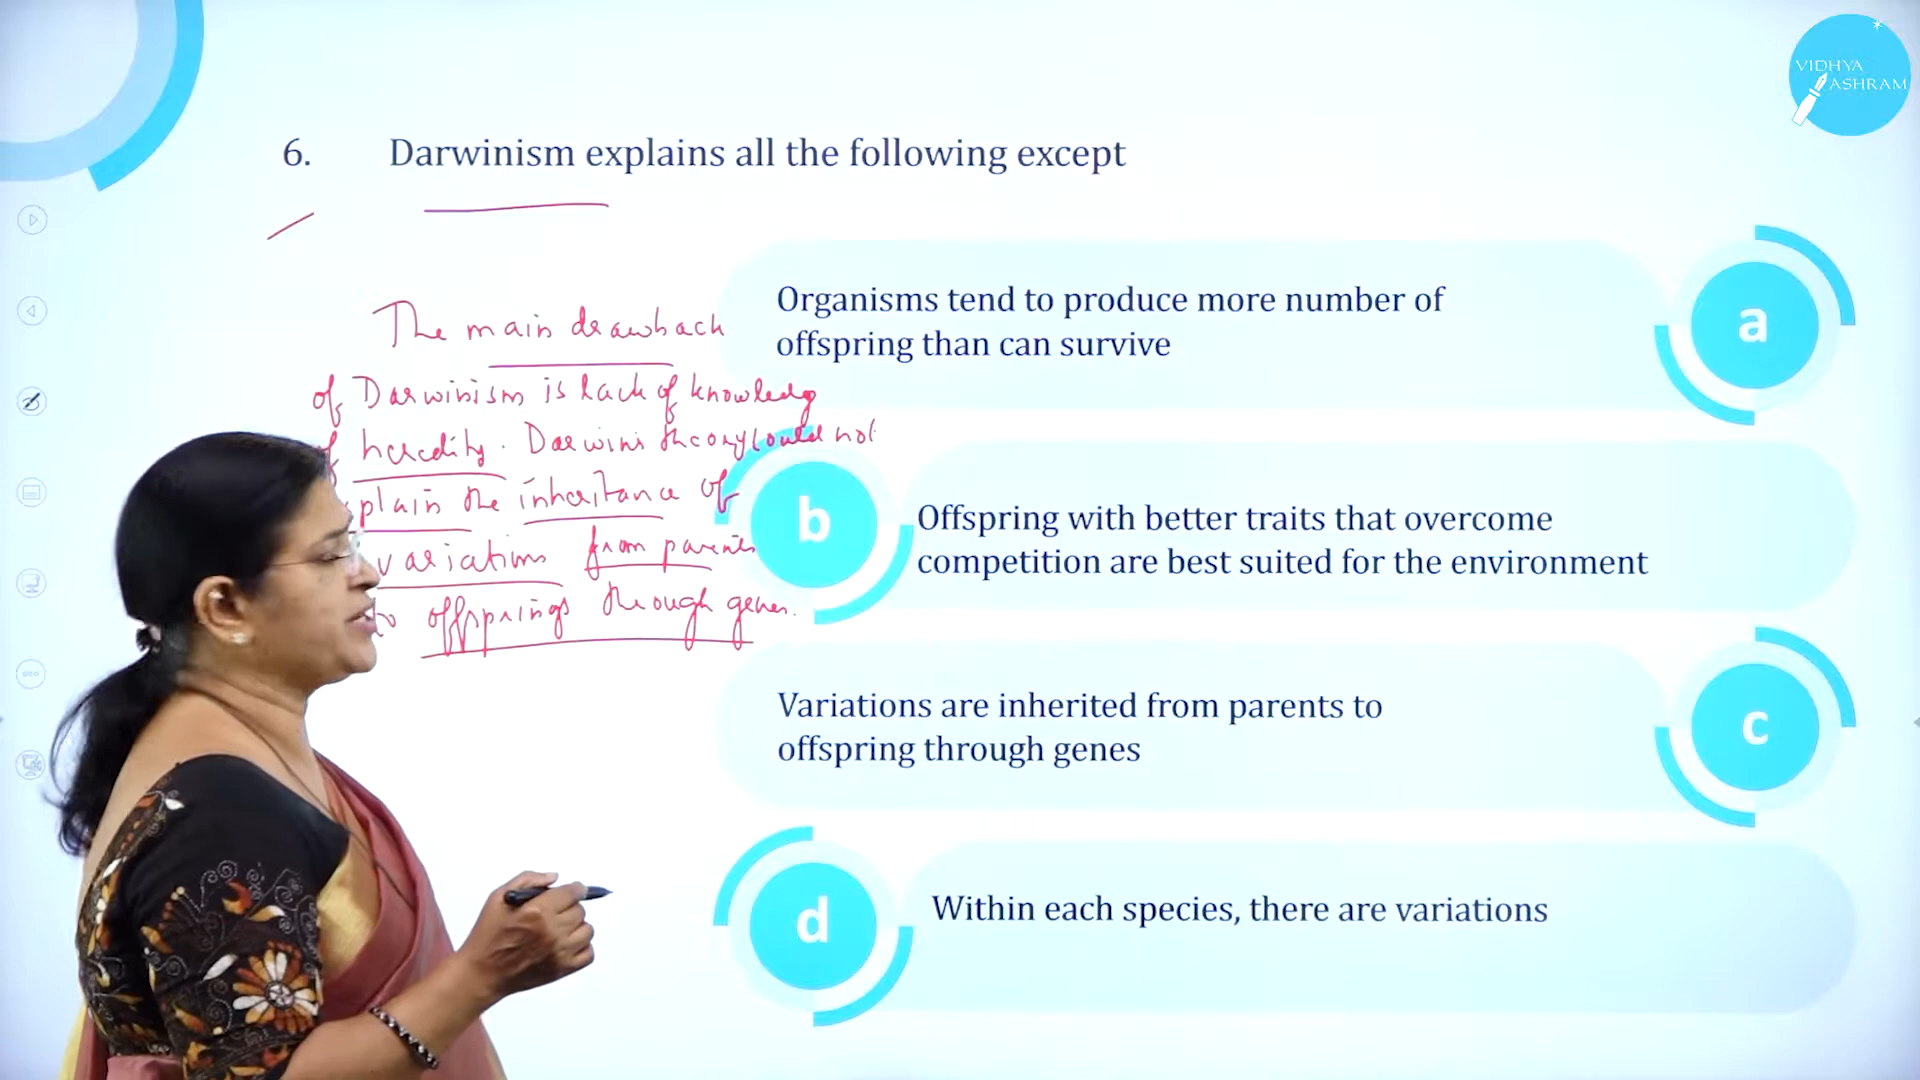 VIDHYA
ASHRAM
6. Darwinism explains all the following except
The main drawback
of Darwinism is lack of knowledg
of heredity. Darwins theory could not
plain the inheritance of
variations from parents
to offsprings through genes.
a
Organisms tend to produce more number of
offspring than can survive
b
Offspring with better traits that overcome
competition are best suited for the environment
c
Variations are inherited from parents to
offspring through genes
d
Within each species, there are variations